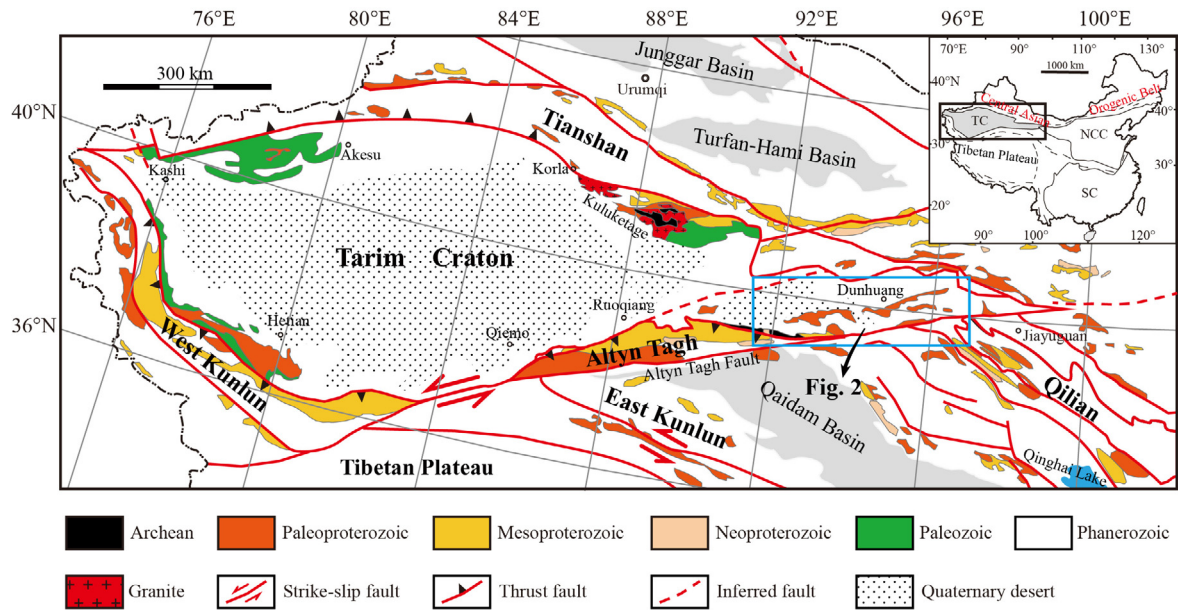 76°E
80°E
84°E
88°E
92°E
96°E
100°E
300 km
40°N
36°N
Junggar Basin
Urumqi
Tianshan
Turfan-Hami Basin
Akesu
Kashi
Korla
Kuluketage
Tarim Craton
Ruoqiang
Dunhuang
Hetian
Qiemo
Jiayuguan
West Kunlun
Altyn Tagh
Altyn Tagh Fault
Fig. 2
East Kunlun
Qaidam Basin
Qilian
Tibetan Plateau
Qinghai Lake
70°E
90°
110°
130°
1000 km
40°N
Central Asian
Orogenic Belt
40°
TC
NCC
30°
Tibetan Plateau
30°
SC
20°
90°
100°
120°
Archean
Paleoproterozoic
Mesoproterozoic
Neoproterozoic
Paleozoic
Phanerozoic
Granite
Strike-slip fault
Thrust fault
Inferred fault
Quaternary desert